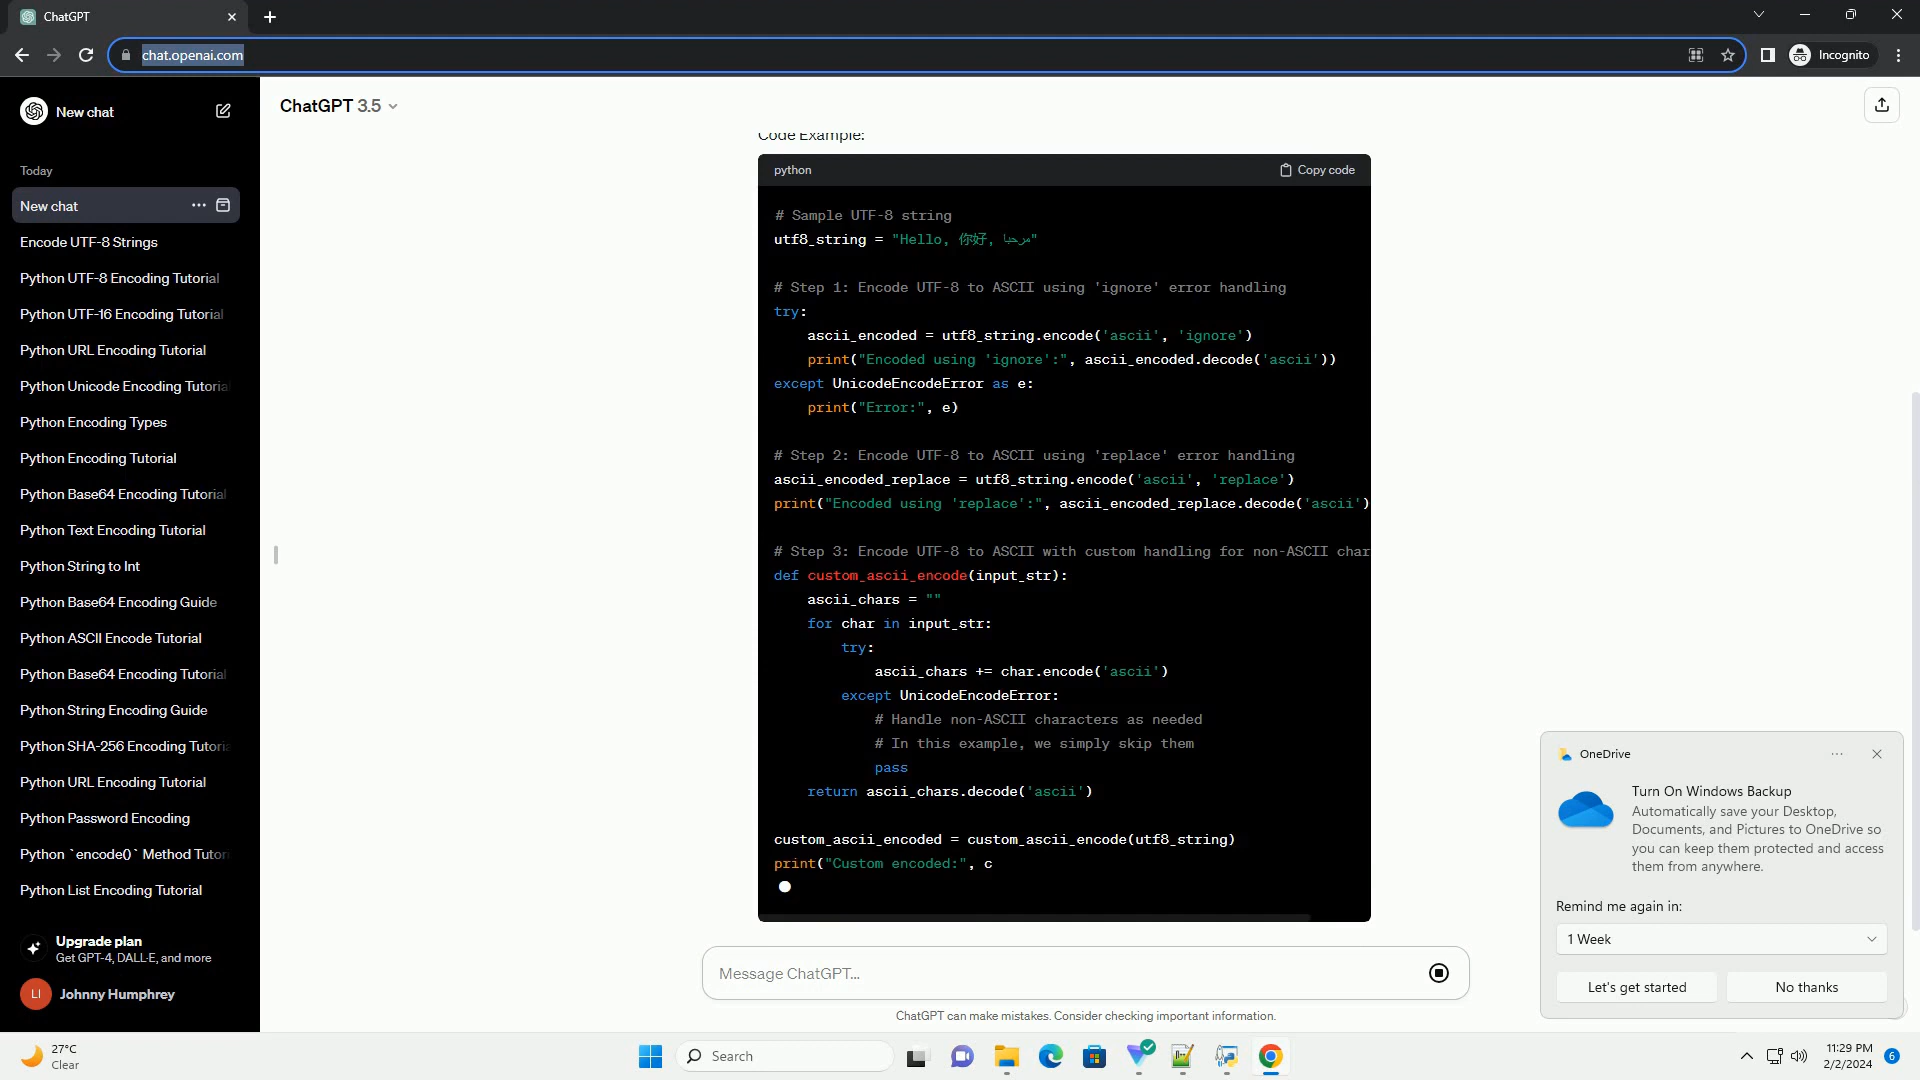 ChatGPT
chat.openai.com
Incognito
New chat
ChatGPT 3.5
Today
New chat
Encode UTF-8 Strings
Python UTF-8 Encoding Tutorial
Python UTF-16 Encoding Tutorial
Python URL Encoding Tutorial
Python Unicode Encoding Tutoria
Python Encoding Types
Python Encoding Tutorial
Python Base64 Encoding Tutorial
Python Text Encoding Tutorial
Python String to Int
Python Base64 Encoding Guide
Python ASCII Encode Tutorial
Python Base64 Encoding Tutorial
Python String Encoding Guide
Python SHA-256 Encoding Tutoria
Python URL Encoding Tutorial
Python Password Encoding
Python `encode()` Method Tutori
Python List Encoding Tutorial
Upgrade plan
Get GPT-4, DALL·E, and more
LI
Johnny Humphrey
Code Example:
python
Copy code
# Sample UTF-8 string
utf8_string = "Hello, 你好, مرحبا"
# Step 1: Encode UTF-8 to ASCII using 'ignore' error handling
try:
ascii_encoded = utf8_string.encode('ascii', 'ignore')
print("Encoded using 'ignore':", ascii_encoded.decode('ascii'))
except UnicodeEncodeError as e:
print("Error:", e)
# Step 2: Encode UTF-8 to ASCII using 'replace' error handling
ascii_encoded_replace = utf8_string.encode('ascii', 'replace')
print("Encoded using 'replace':", ascii_encoded_replace.decode('ascii')
# Step 3: Encode UTF-8 to ASCII with custom handling for non-ASCII char
def custom_ascii_encode(input_str):
ascii_chars = ""
for char in input_str:
try:
ascii_chars += char.encode('ascii')
except UnicodeEncodeError:
# Handle non-ASCII characters as needed
# In this example, we simply skip them
pass
return ascii_chars.decode('ascii')
custom_ascii_encoded = custom_ascii_encode(utf8_string)
print("Custom encoded:", c
Message ChatGPT...
ChatGPT can make mistakes. Consider checking important information.
OneDrive
Turn On Windows Backup
Automatically save your Desktop,
Documents, and Pictures to OneDrive so
you can keep them protected and access
them from anywhere.
Remind me again in:
1 Week
Let's get started
No thanks
27°C
Clear
Search
11:29 PM
2/2/2024
6